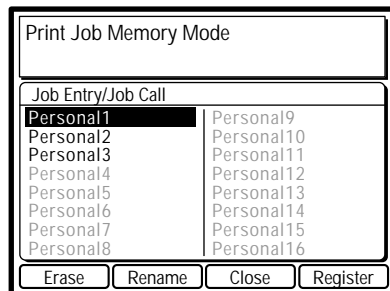 Print Job Memory Mode
Job Entry/Job Call
Personal1
Personal2
Personal3
Personal4
Personal5
Personal6
Personal7
Personal8
Personal9
Personal10
Personal11
Personal12
Personal13
Personal14
Personal15
Personal16
Erase Rename Close Register